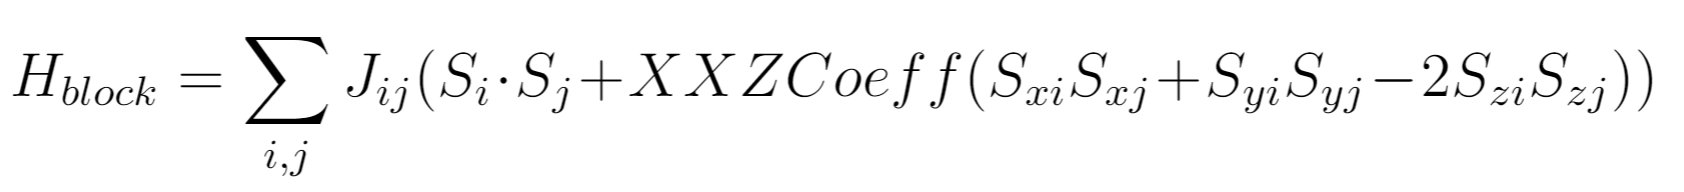 H_{block} = \sum_{i,j} J_{ij}(S_i \cdot S_j + XXZCoeff(S_{xi}S_{xj} + S_{yi}S_{yj} - 2S_{zi}S_{zj}))